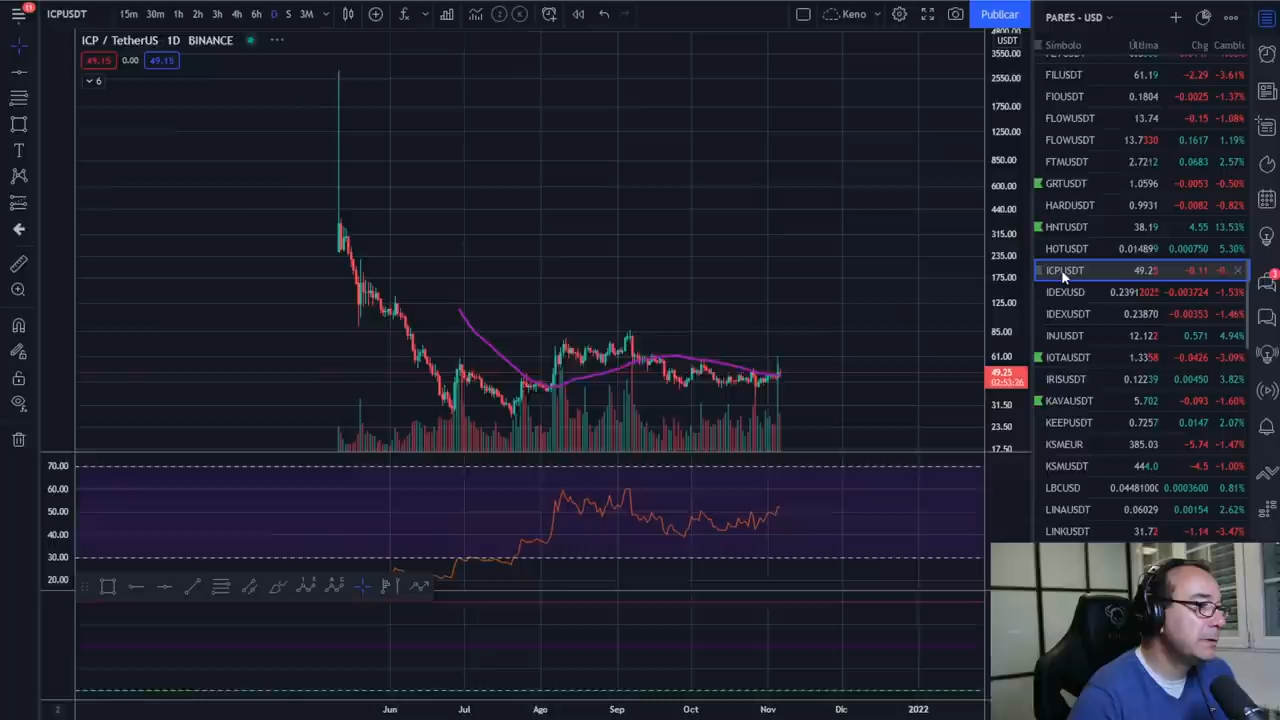 11
ICPUSDT
15m 30m 1h 2h 3h 4h 6h D S 3M
2 K
Keno
Publicar
PARES - USD
ICP / TetherUS 1D BINANCE
49.15 0.00 49.15
6
USDT
3550.00
2550.00
1750.00
1250.00
850.00
600.00
440.00
315.00
235.00
175.00
125.00
85.00
61.00
49.25
02:53:26
31.50
23.50
17.50
70.00
60.00
50.00
40.00
30.00
20.00
Jun Jul Ago Sep Oct Nov Dic 2022
2
Símbolo Última Chg Cambio
FILUSDT 61.19 -2.29 -3.61%
FIOUSDT 0.1804 -0.0025 -1.37%
FLOWUSDT 13.74 -0.15 -1.08%
FLOWUSDT 13.7330 0.1617 1.19%
FTMUSDT 2.7212 0.0683 2.57%
GRTUSDT 1.0596 -0.0053 -0.50%
HARDUSDT 0.9931 -0.0082 -0.82%
HNTUSDT 38.19 4.55 13.53%
HOTUSDT 0.014899 0.000750 5.30%
ICPUSDT 49.25 -0.11 -0.
IDEXUSD 0.23912025 -0.003724 -1.53%
IDEXUSDT 0.23870 -0.00353 -1.46%
INJUSDT 12.122 0.571 4.94%
IOTAUSDT 1.3358 -0.0426 -3.09%
IRISUSDT 0.12239 0.00450 3.82%
KAVAUSDT 5.702 -0.093 -1.60%
KEEPUSDT 0.7257 0.0147 2.07%
KSMEUR 385.03 -5.74 -1.47%
KSMUSDT 444.0 -4.5 -1.00%
LBCUSD 0.0448100 0.0003600 0.81%
LINAUSDT 0.06029 0.00154 2.62%
LINKUSDT 31.72 -1.14 -3.47%
3